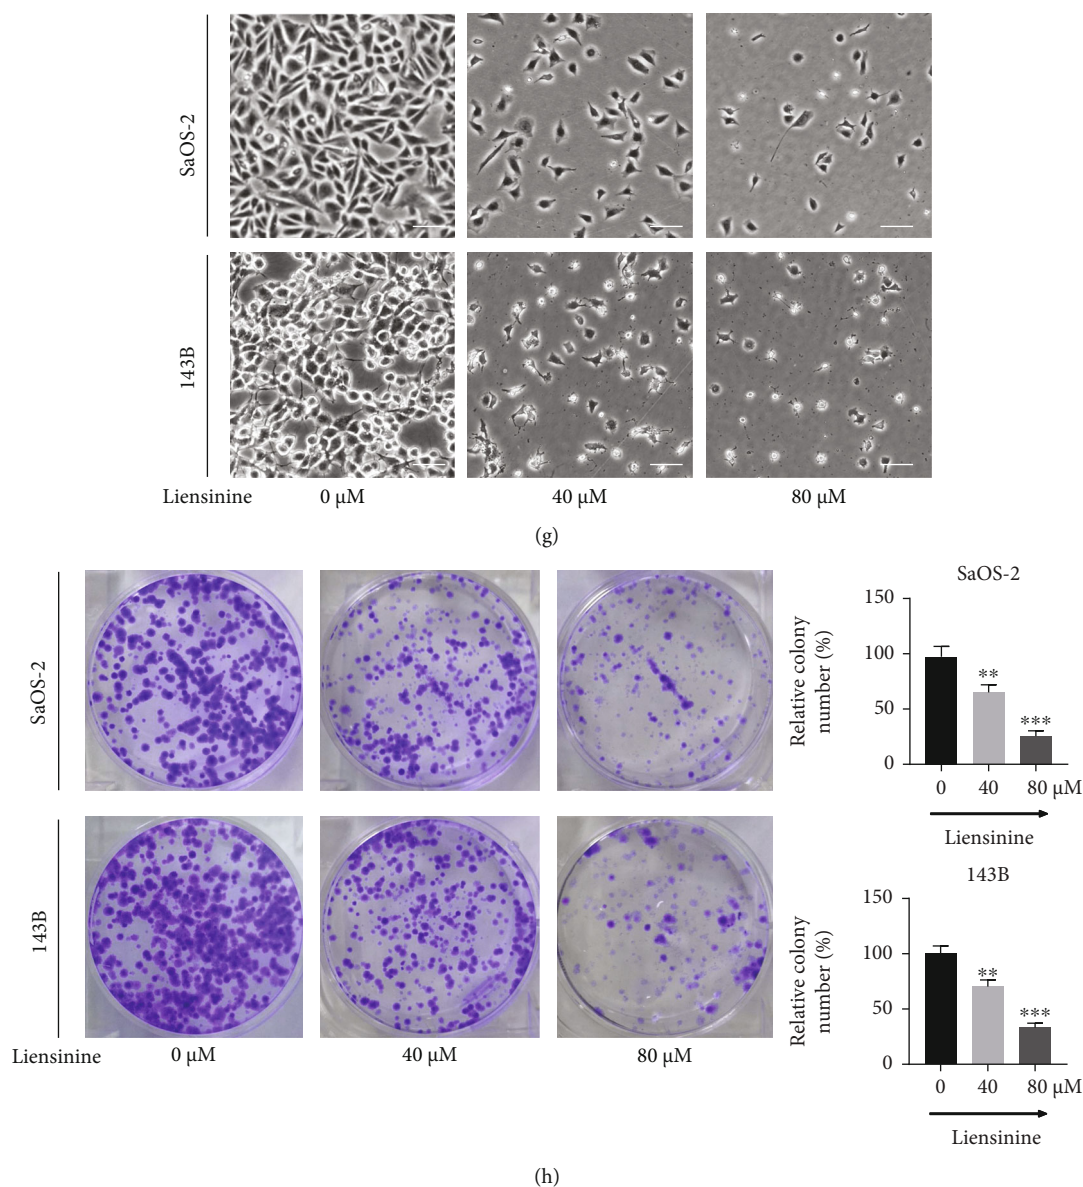 SaOS-2
143B
Liensinine 0 μM 40 μM 80 μM
(g)
SaOS-2
143B
Liensinine 0 μM 40 μM 80 μM
SaOS-2
Relative colony
number (%)
150
100
50
0
**
***
0 40 80 μM
Liensinine
143B
Relative colony
number (%)
150
100
50
0
**
***
0 40 80 μM
Liensinine
(h)